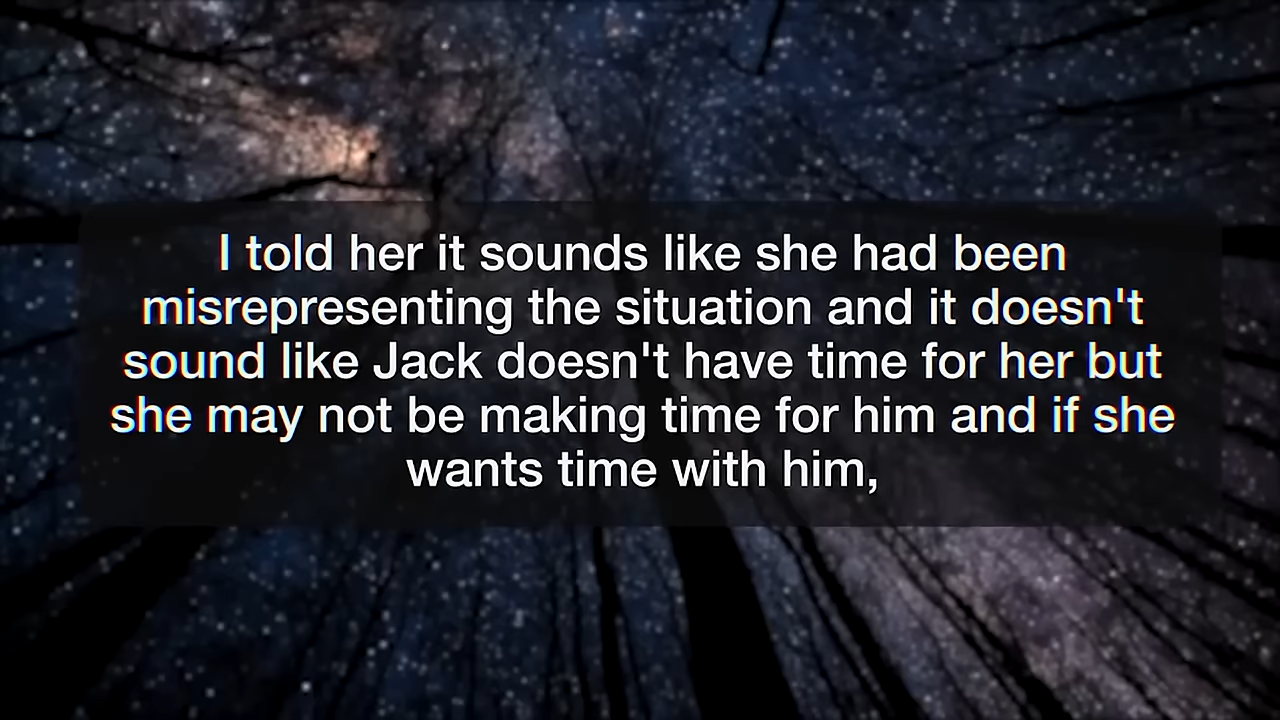 I told her it sounds like she had been
misrepresenting the situation and it doesn't
sound like Jack doesn't have time for her but
she may not be making time for him and if she
wants time with him,